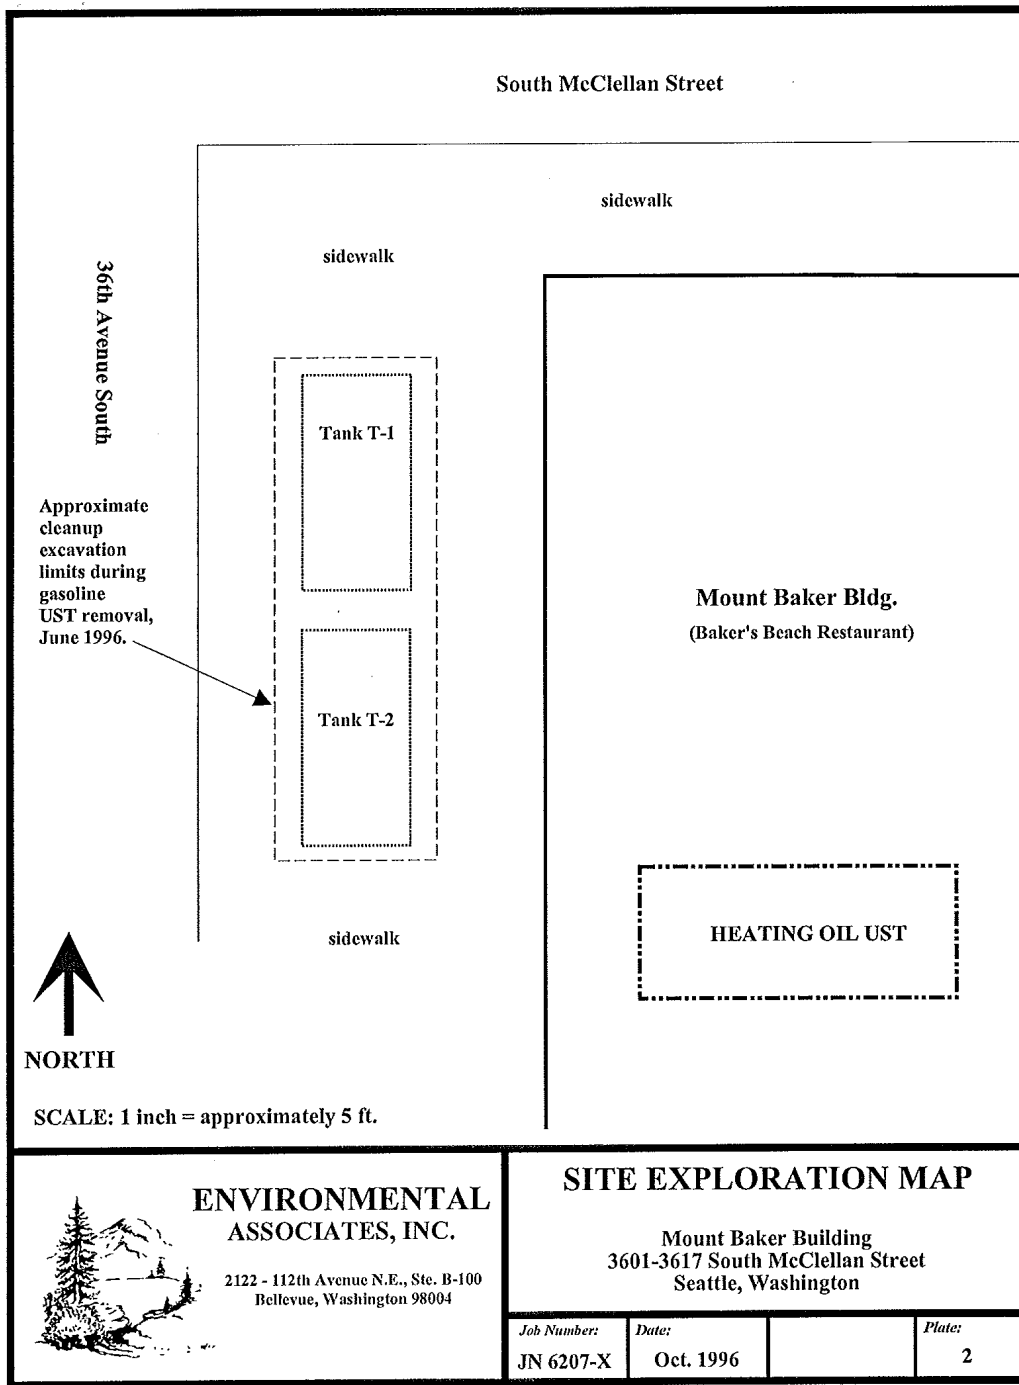 South McClellan Street
sidewalk
sidewalk
36th Avenue South
Tank T-1
Approximate
cleanup
excavation
limits during
gasoline
UST removal,
June 1996.
Mount Baker Bldg.
(Baker's Beach Restaurant)
Tank T-2
HEATING OIL UST
sidewalk
NORTH
SCALE: 1 inch = approximately 5 ft.
ENVIRONMENTAL
ASSOCIATES, INC.
2122 - 112th Avenue N.E., Ste. B-100
Bellevue, Washington 98004
SITE EXPLORATION MAP
Mount Baker Building
3601-3617 South McClellan Street
Seattle, Washington
Job Number:
JN 6207-X
Date:
Oct. 1996
Plate:
2